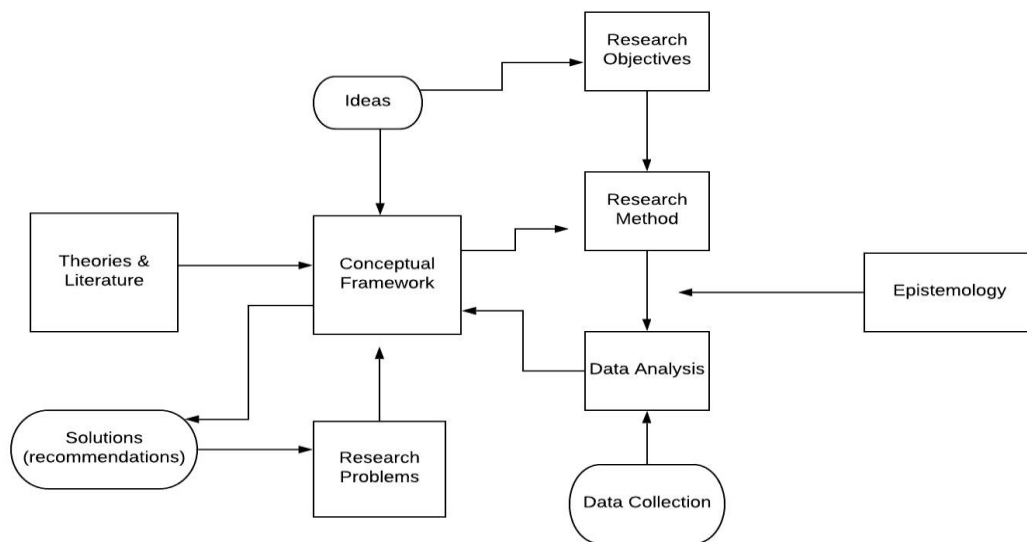 Research
Objectives
Ideas
Research
Method
Theories &
Literature
Conceptual
Framework
Epistemology
Data Analysis
Solutions
(recommendations)
Research
Problems
Data Collection